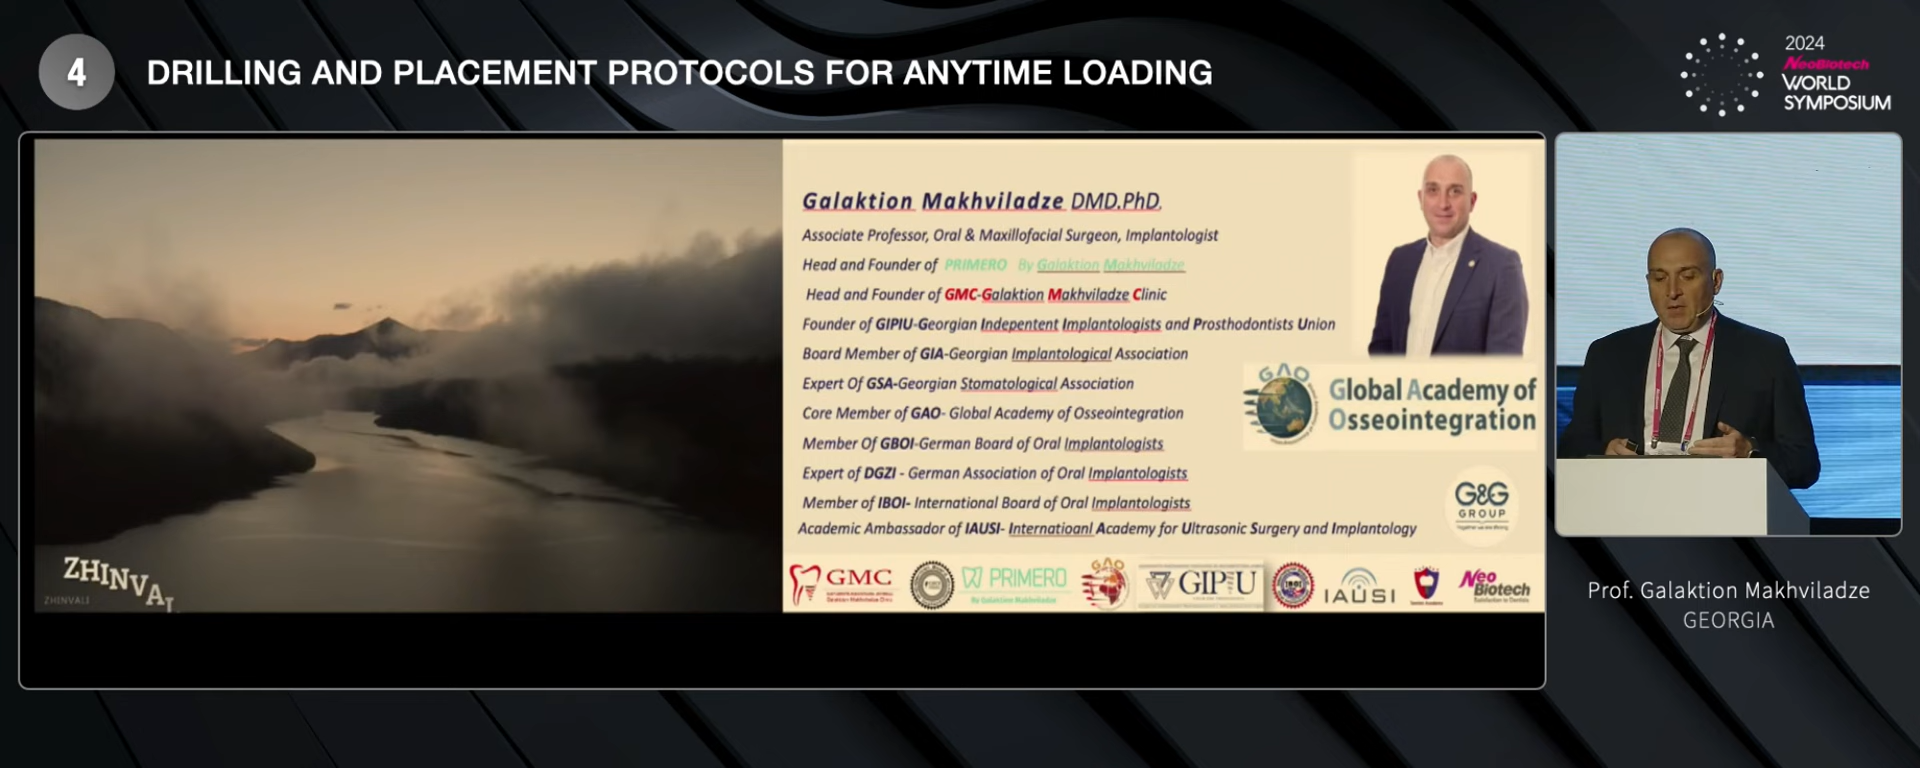 4
DRILLING AND PLACEMENT PROTOCOLS FOR ANYTIME LOADING
2024
NeoBiotech
WORLD
SYMPOSIUM
Galaktion Makhviladze DMD.PhD.
Associate Professor, Oral & Maxillofacial Surgeon, Implantologist
Head and Founder of PRIMERO By Galaktion Makhviladze
Head and Founder of GMC-Galaktion Makhviladze Clinic
Founder of GIPIU-Georgian Indepentent Implantologists and Prosthodontists Union
Board Member of GIA-Georgian Implantological Association
Expert Of GSA-Georgian Stomatological Association
Core Member of GAO- Global Academy of Osseointegration
Member Of GBOI-German Board of Oral Implantologists
Expert of DGZI - German Association of Oral Implantologists
Member of IBOI- International Board of Oral Implantologists
Academic Ambassador of IAUSI- Internatioanl Academy for Ultrasonic Surgery and Implantology
GAO
Global Academy of
Osseointegration
G&G
GROUP
ZHINVAL
ZHINVALI
GMC
PRIMERO
By Galaktion Makhviladze
GAO
GIPIU
IAUSI
Neo
Biotech
Prof. Galaktion Makhviladze
GEORGIA